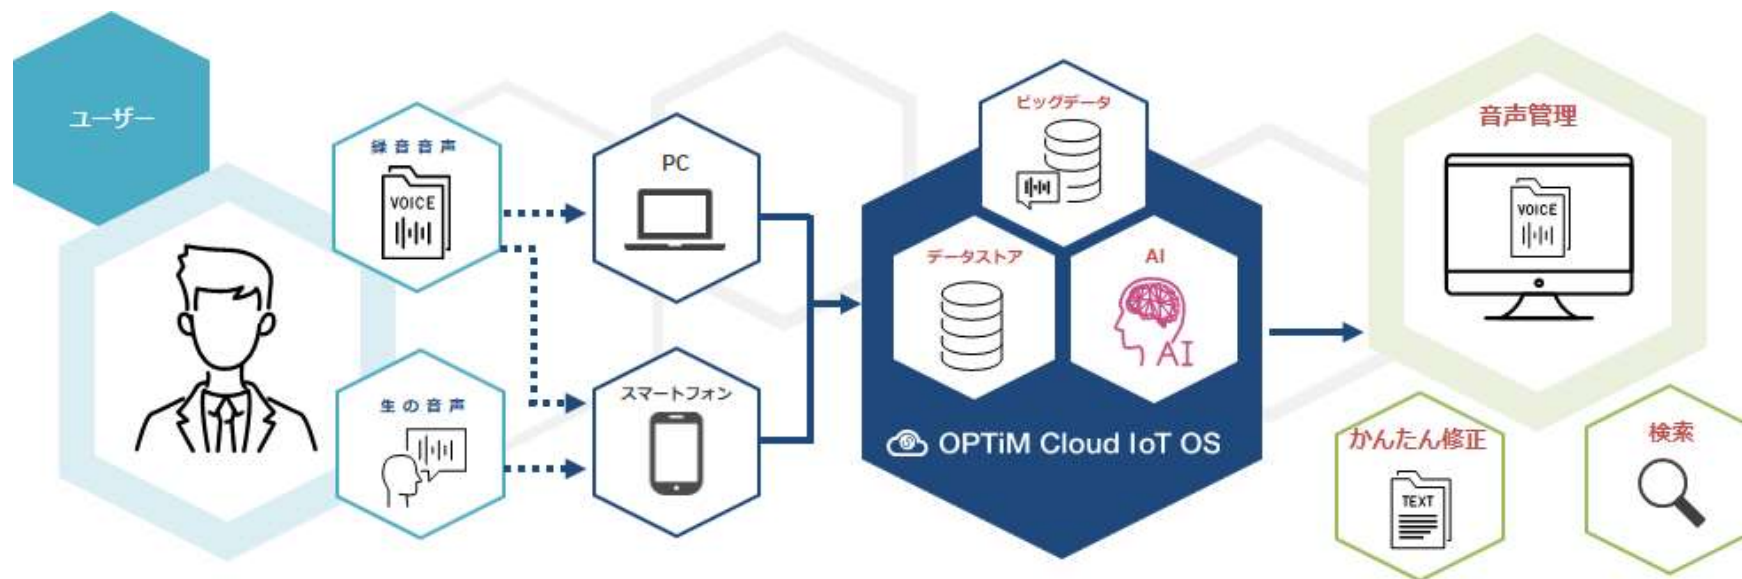 ユーザー
録音音声
VOICE
生の音声
PC
スマートフォン
ビッグデータ
データストア
AI
AI
OPTiM Cloud IoT OS
音声管理
VOICE
かんたん修正
TEXT
検索